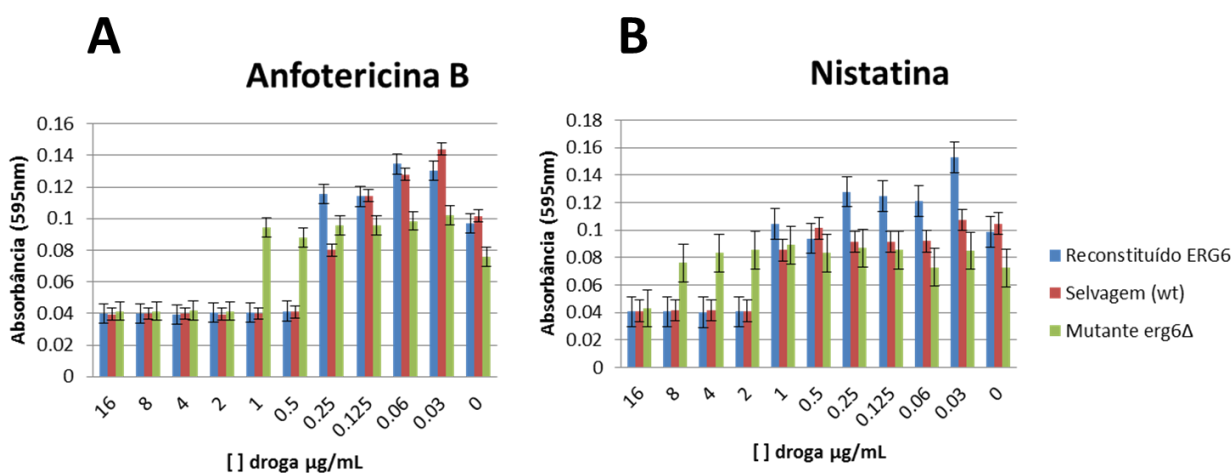 A
Anfotericina B
Absorbância (595nm)
0.16
0.14
0.12
0.1
0.08
0.06
0.04
0.02
0
16 8 4 2 1 0.5 0.25 0.125 0.06 0.03 0
[ ] droga µg/mL
B
Nistatina
Absorbância (595nm)
0.18
0.16
0.14
0.12
0.1
0.08
0.06
0.04
0.02
0
16 8 4 2 1 0.5 0.25 0.125 0.06 0.03 0
[ ] droga µg/mL
Reconstituído ERG6
Selvagem (wt)
Mutante erg6Δ